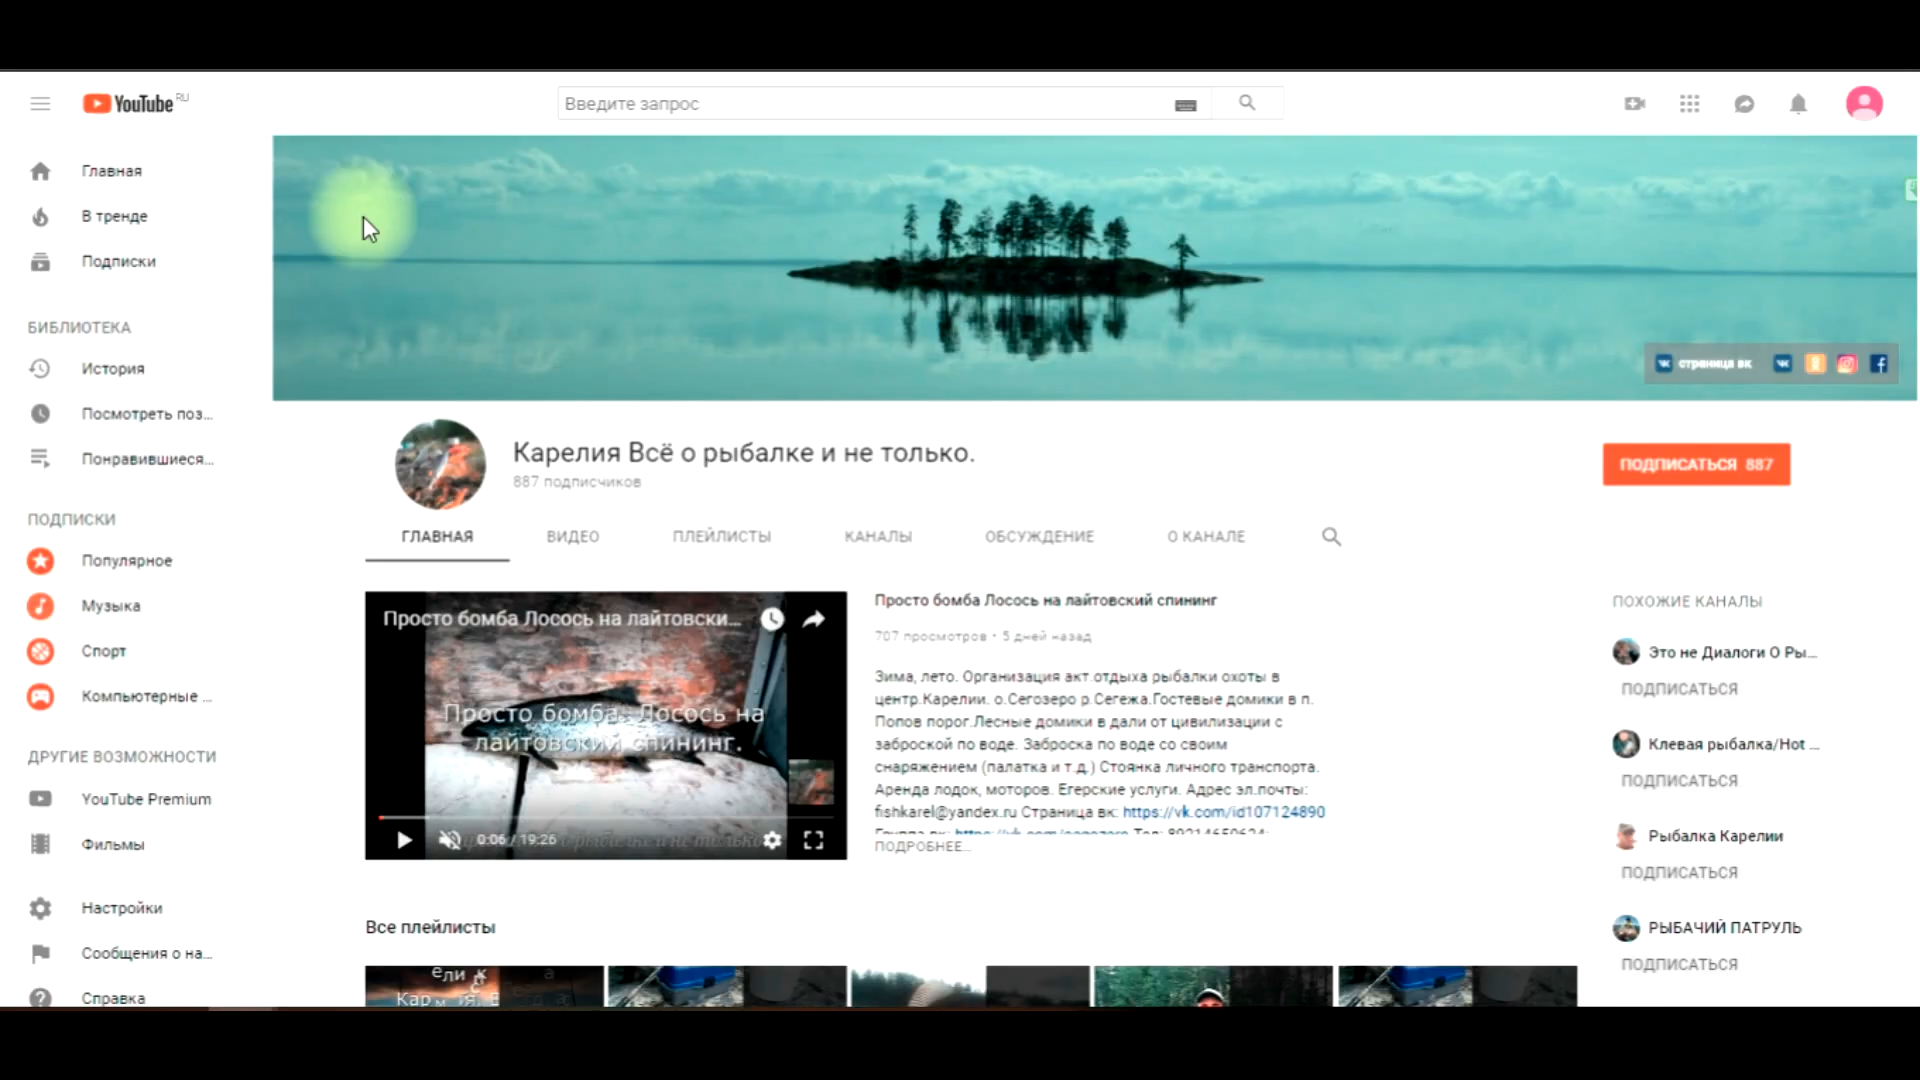 YouTube RU
Введите запрос
Главная
В тренде
Подписки
БИБЛИОТЕКА
История
Посмотреть поз...
Понравившиеся...
ПОДПИСКИ
Популярное
Музыка
Спорт
Компьютерные ...
ДРУГИЕ ВОЗМОЖНОСТИ
YouTube Premium
Фильмы
Настройки
Сообщения о на...
Справка
страница вк
Карелия Всё о рыбалке и не только.
887 подписчиков
ПОДПИСАТЬСЯ 887
ГЛАВНАЯ
ВИДЕО
ПЛЕЙЛИСТЫ
КАНАЛЫ
ОБСУЖДЕНИЕ
О КАНАЛЕ
Просто бомба Лосось на лайтовски...
Просто бомба. Лосось на
лайтовский спининг.
0:06 / 19:26
Просто бомба Лосось на лайтовский спининг
707 просмотров • 5 дней назад
Зима, лето. Организация акт.отдыха рыбалки охоты в
центр.Карелии. о.Сегозеро р.Сегежа.Гостевые домики в п.
Попов порог.Лесные домики в дали от цивилизации с
заброской по воде. Заброска по воде со своим
снаряжением (палатка и т.д.) Стоянка личного транспорта.
Аренда лодок, моторов. Егерские услуги. Адрес эл.почты:
fishkarel@yandex.ru Страница вк: https://vk.com/id107124890
ПОДРОБНЕЕ...
Все плейлисты
ПОХОЖИЕ КАНАЛЫ
Это не Диалоги О Ры...
ПОДПИСАТЬСЯ
Клевая рыбалка/Hot ...
ПОДПИСАТЬСЯ
Рыбалка Карелии
ПОДПИСАТЬСЯ
РЫБАЧИЙ ПАТРУЛЬ
ПОДПИСАТЬСЯ